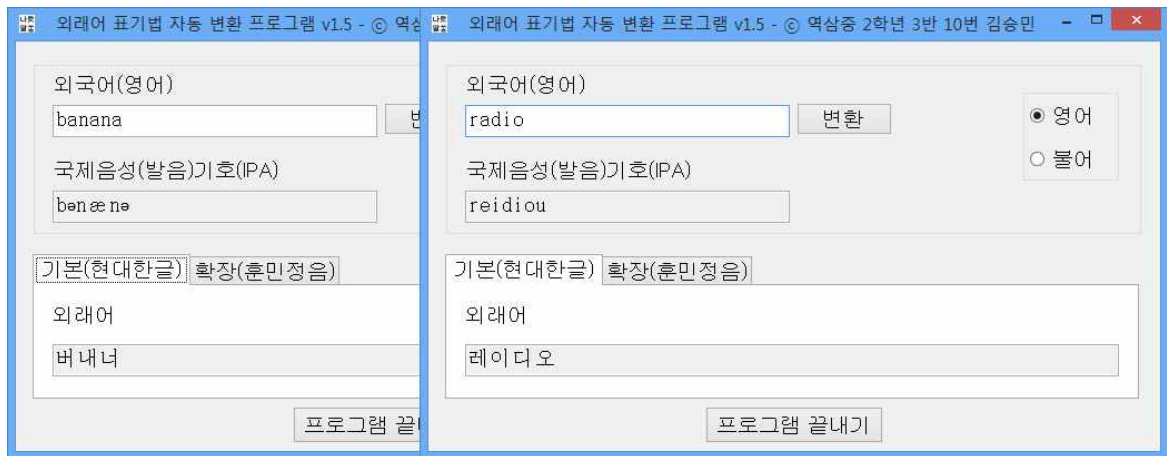 외래어 표기법 자동 변환 프로그램 v1.5 - ⓒ 역삼
외국어(영어)
banana
국제음성(발음)기호(IPA)
bənænə
기본(현대한글) 확장(훈민정음)
외래어
버내너
프로그램 끝
외래어 표기법 자동 변환 프로그램 v1.5 - ⓒ 역삼중 2학년 3반 10번 김승민
외국어(영어)
radio 변환
영어
불어
국제음성(발음)기호(IPA)
reidiou
기본(현대한글) 확장(훈민정음)
외래어
레이디오
프로그램 끝내기